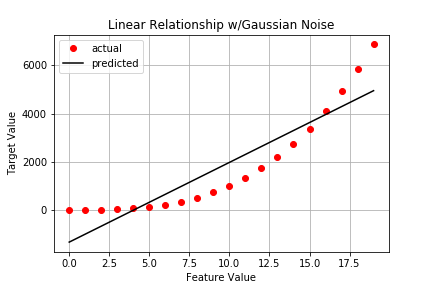 Linear Relationship w/Gaussian Noise
actual
predicted
6000
4000
2000
0
Target Value
0.0 2.5 5.0 7.5 10.0 12.5 15.0 17.5
Feature Value